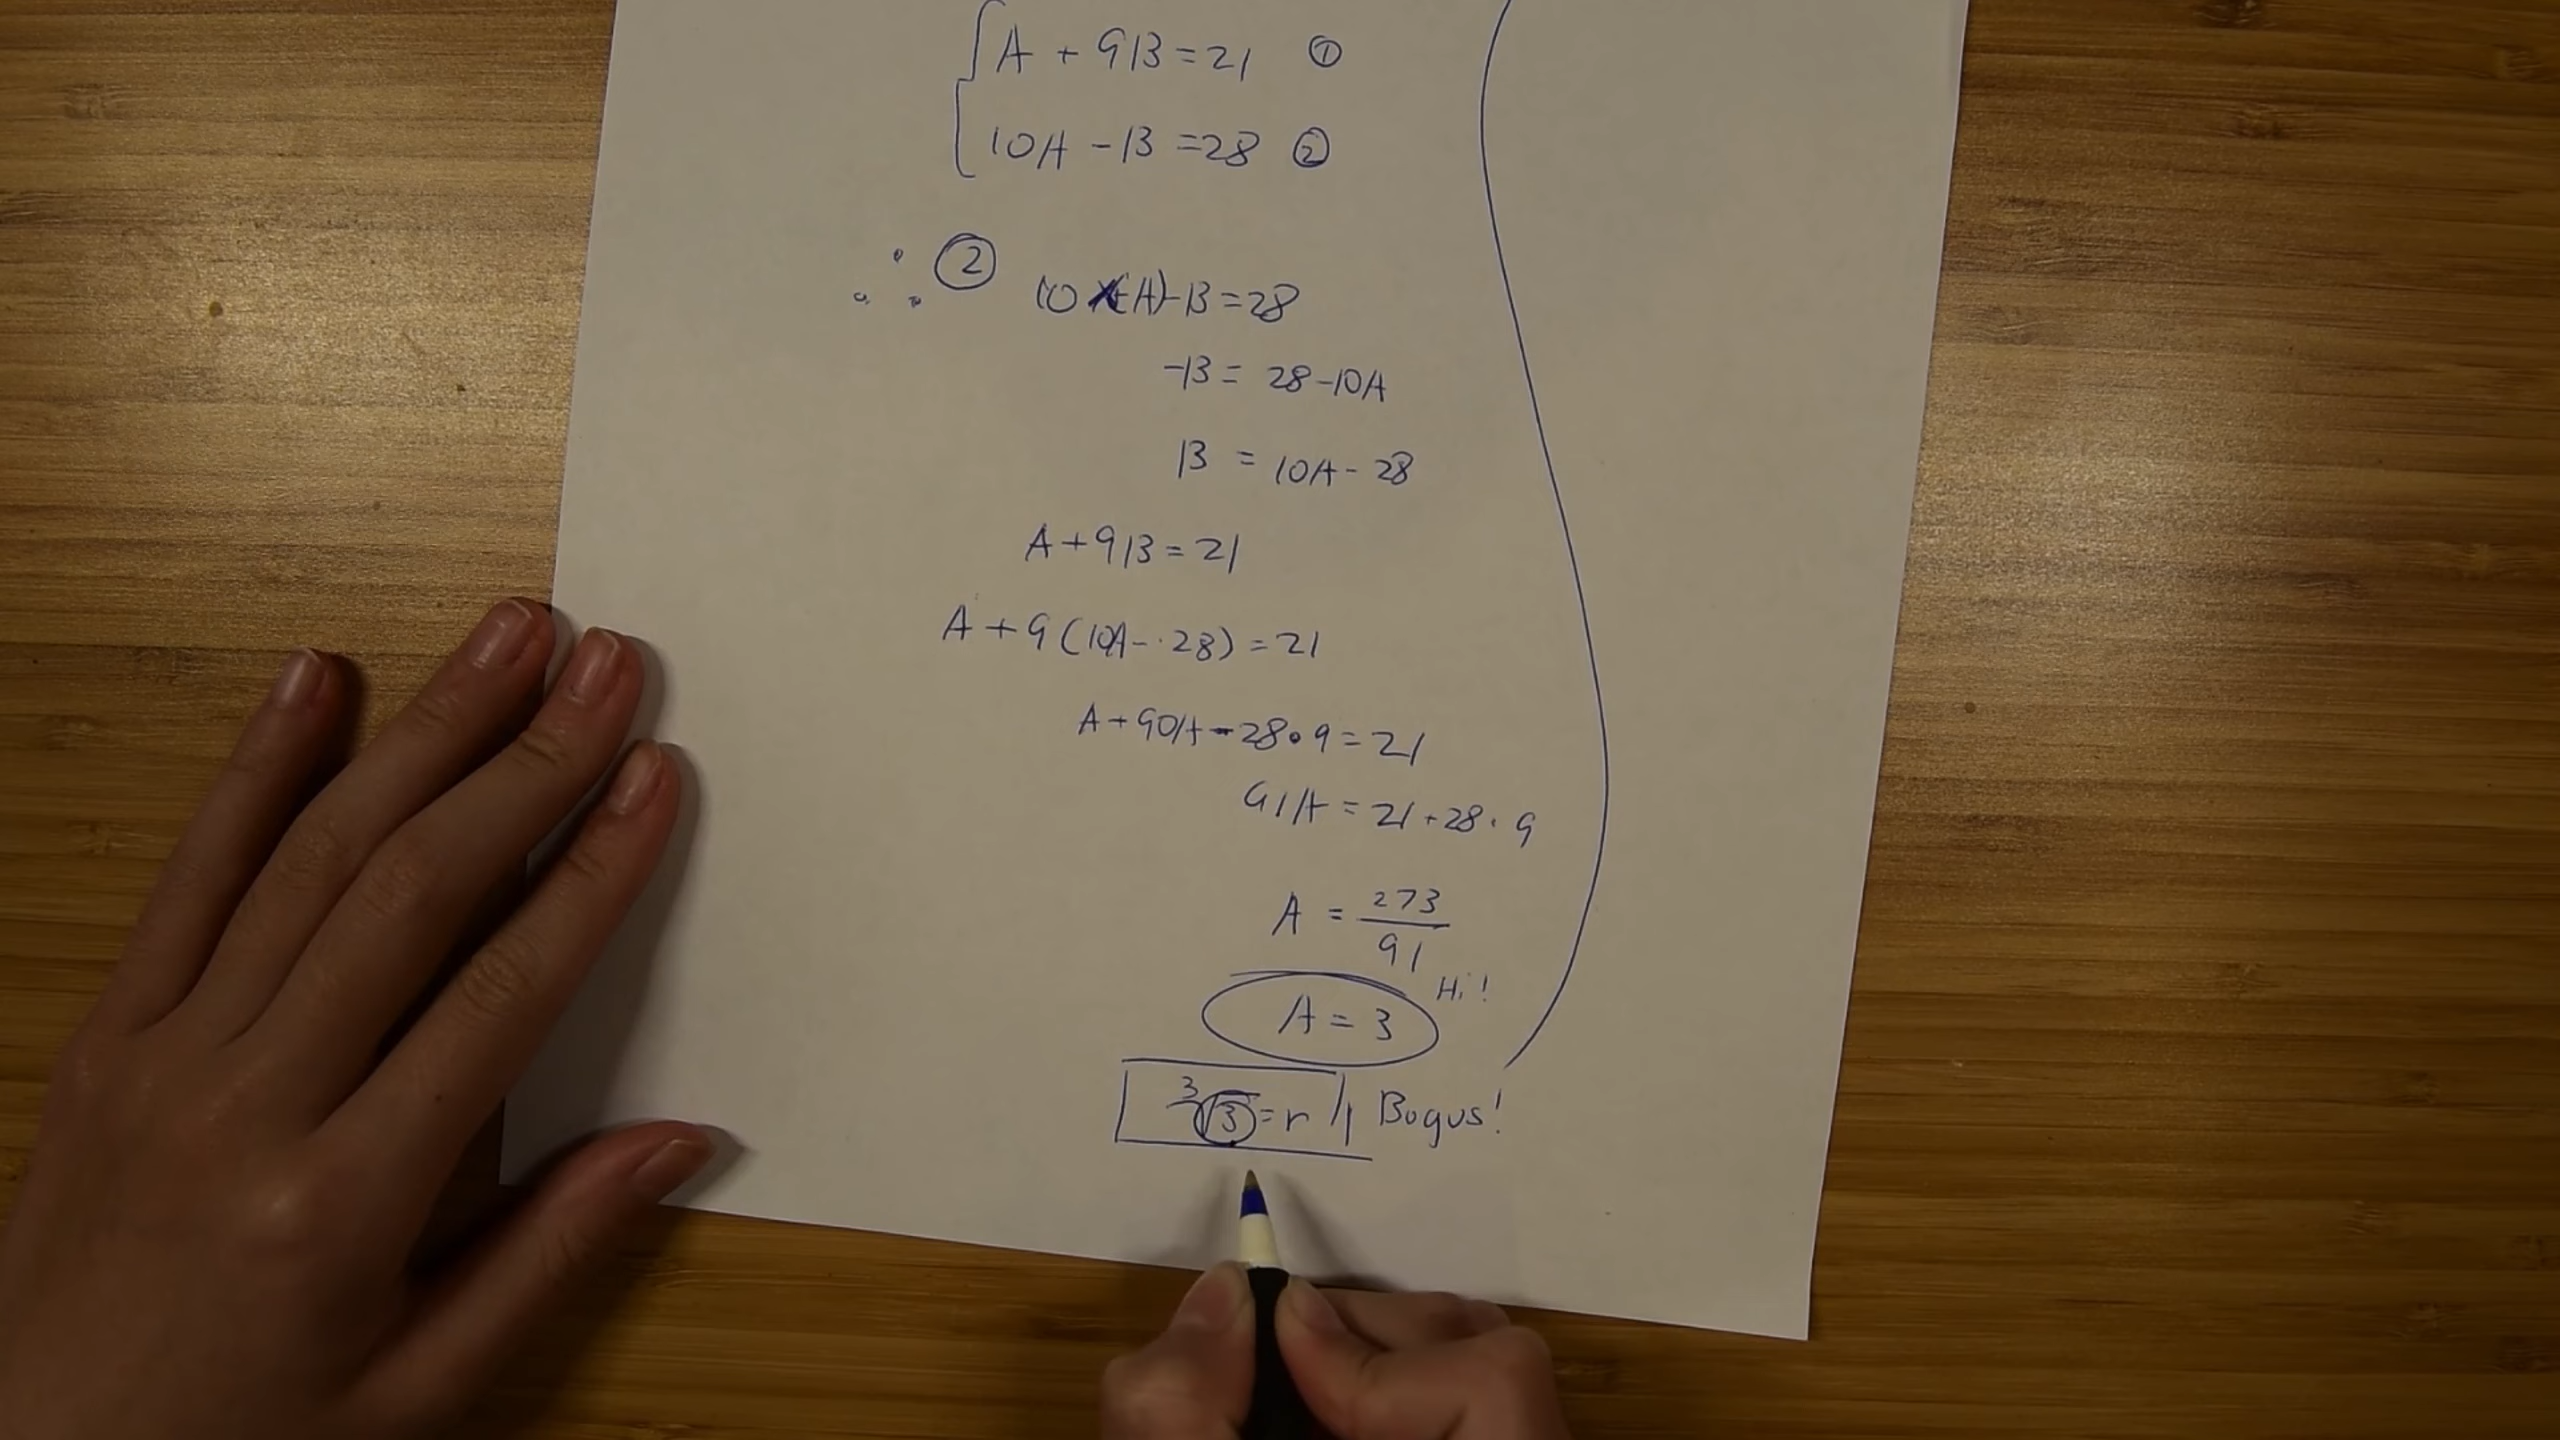 A + 9B = 21 ①
10A - B = 28 ②
∴ ② 10(A) - B = 28
-B = 28 - 10A
B = 10A - 28
A + 9B = 21
A + 9(10A - 28) = 21
A + 90A - 28 • 9 = 21
91A = 21 + 28 · 9
A = 273/91
Hi!
A = 3
∛3 = r // Bogus!